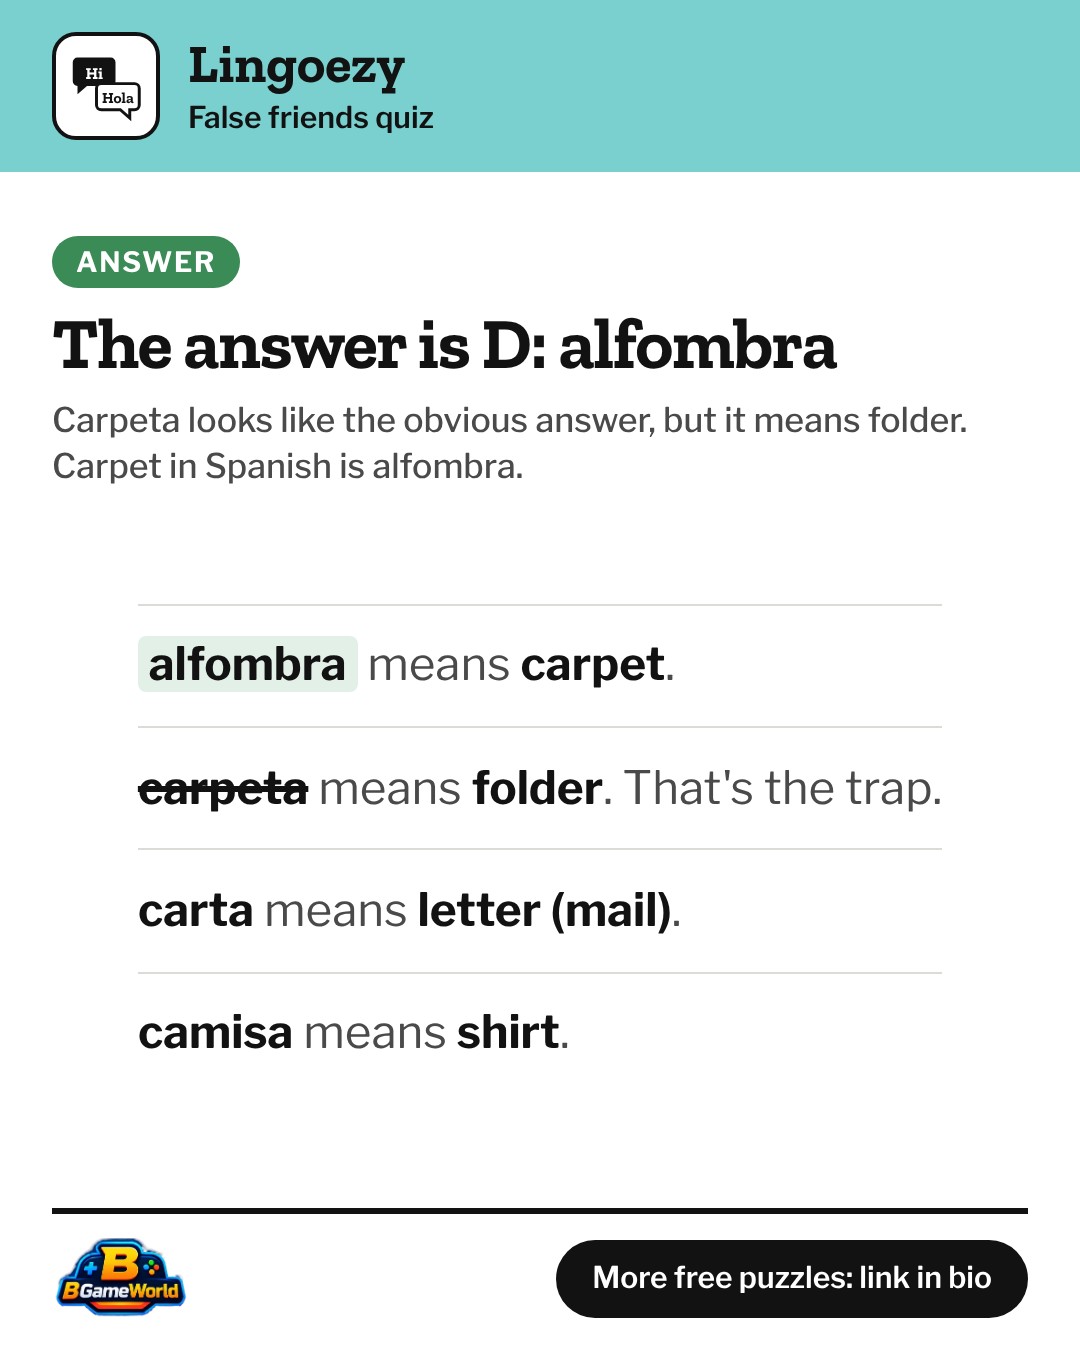 Hi
Hola
Lingoezy
False friends quiz
ANSWER
The answer is D: alfombra
Carpeta looks like the obvious answer, but it means folder.
Carpet in Spanish is alfombra.
alfombra means carpet.
carpeta means folder. That's the trap.
carta means letter (mail).
camisa means shirt.
B
BGameWorld
More free puzzles: link in bio